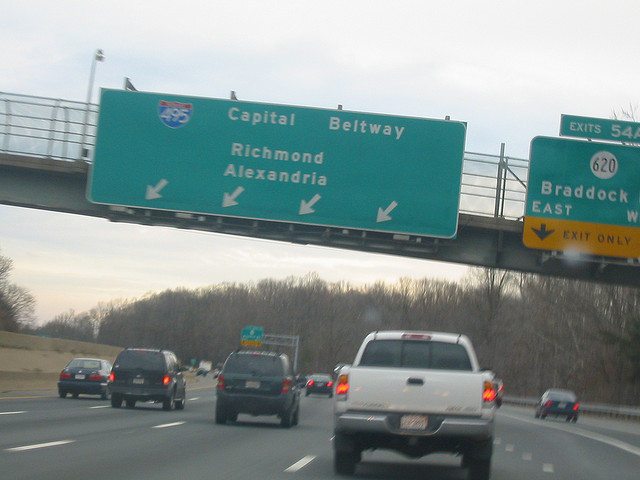 495
Capital Beltway
Richmond
Alexandria
EXITS 54A
620
Braddock
EAST W
EXIT ONLY